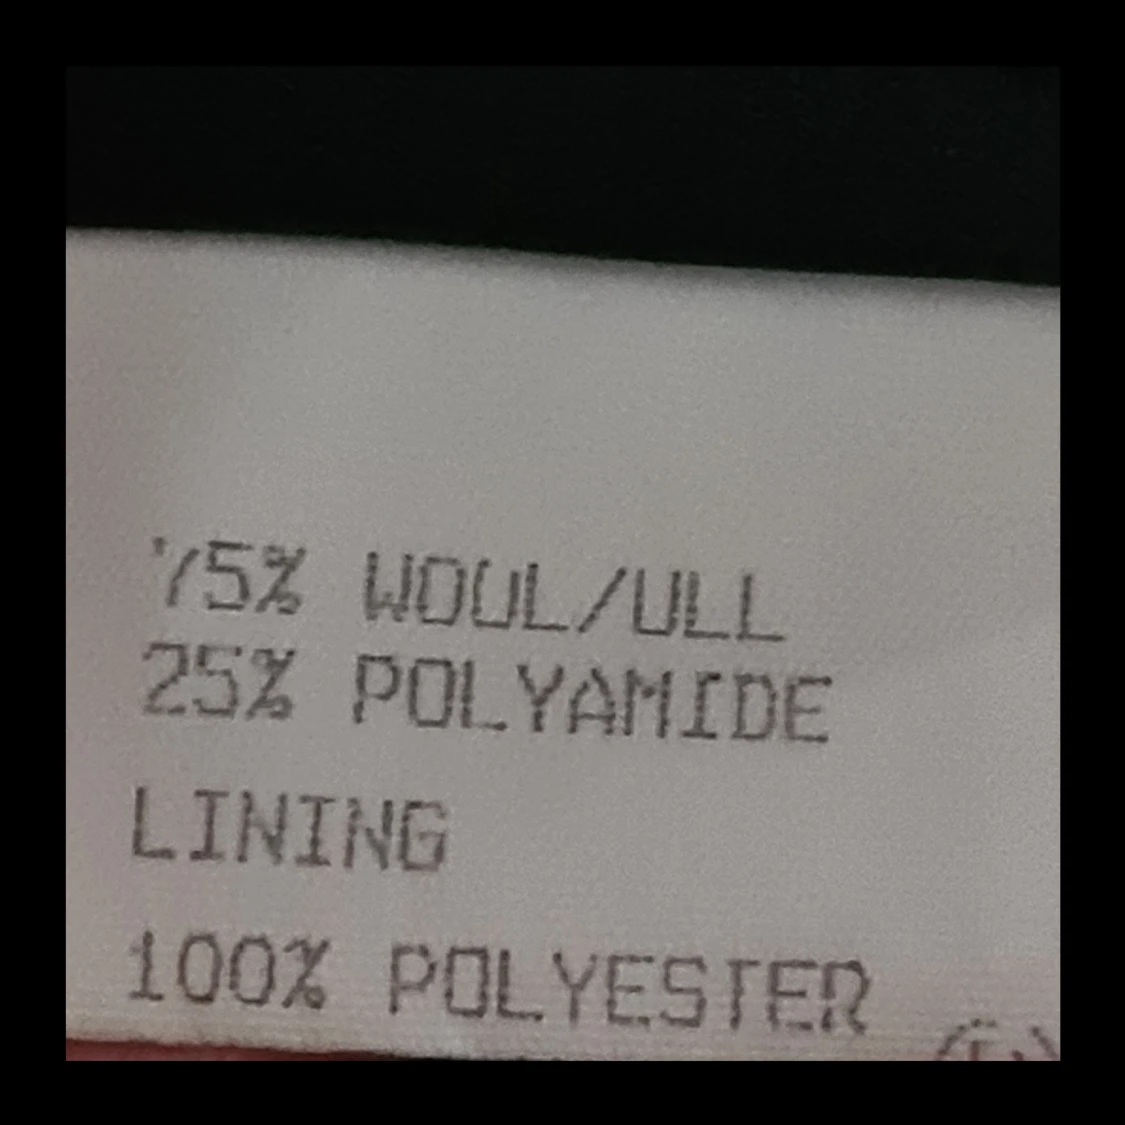 75% WOOL/ULL
25% POLYAMIDE
LINING
100% POLYESTER